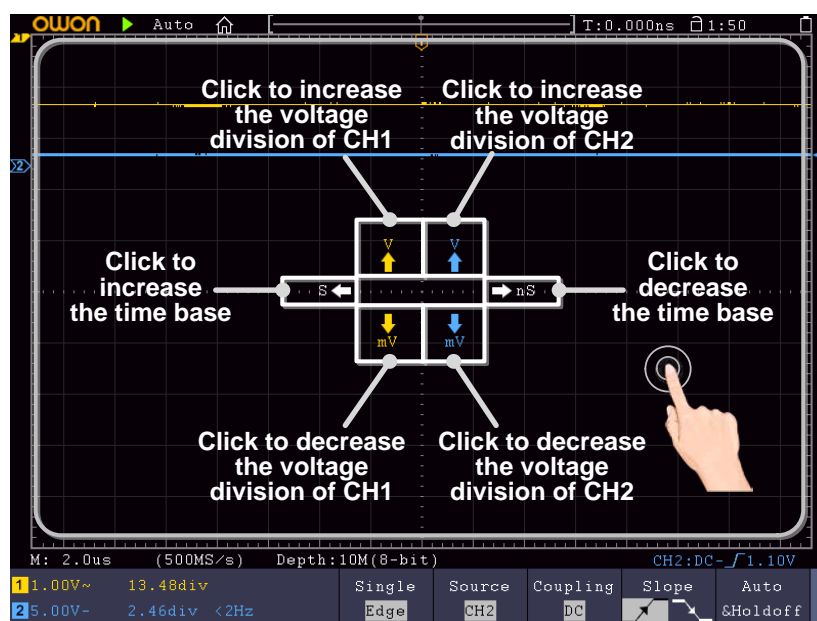 owon Auto T:0.000ns 1:50
1
Click to increase
the voltage
division of CH1
Click to increase
the voltage
division of CH2
2
V V
Click to
increase
the time base
S
nS
Click to
decrease
the time base
mV mV
Click to decrease
the voltage
division of CH1
Click to decrease
the voltage
division of CH2
M: 2.0us (500MS/s) Depth:10M(8-bit) CH2:DC- 1.10V
1 1.00V~ 13.48div Single Source Coupling Slope Auto
2 5.00V- 2.46div <2Hz Edge CH2 DC &Holdoff